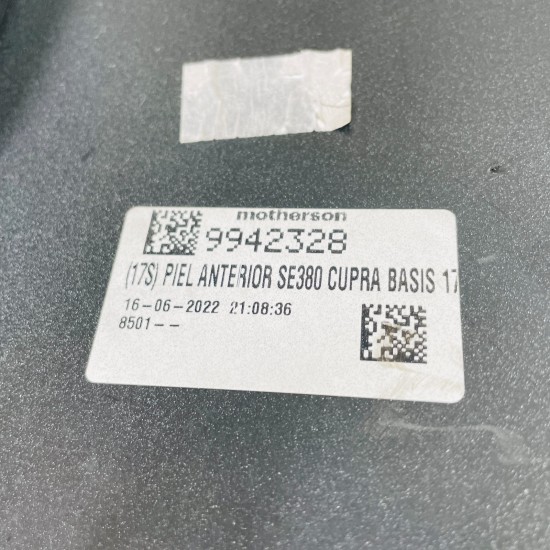 motherson
9942328
(17S) PIEL ANTERIOR SE380 CUPRA BASIS 17
16-06-2022 21:08:36
8501--